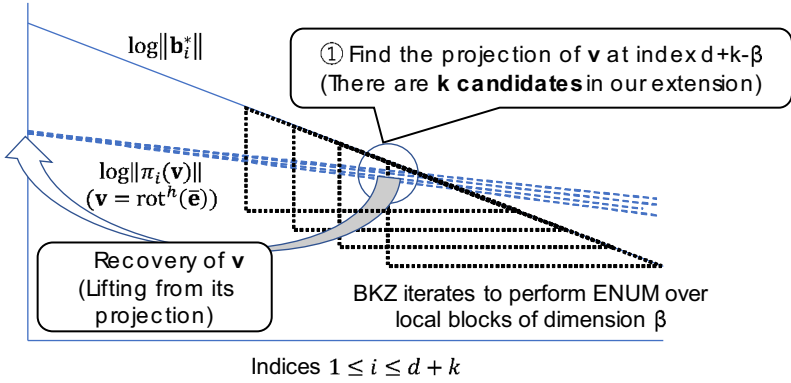 log‖b*ᵢ‖
① Find the projection of v at index d+k-β
(There are k candidates in our extension)
log‖πᵢ(v)‖
(v = rotʰ(ē))
Recovery of v
(Lifting from its
projection)
BKZ iterates to perform ENUM over
local blocks of dimension β
Indices 1 ≤ i ≤ d + k